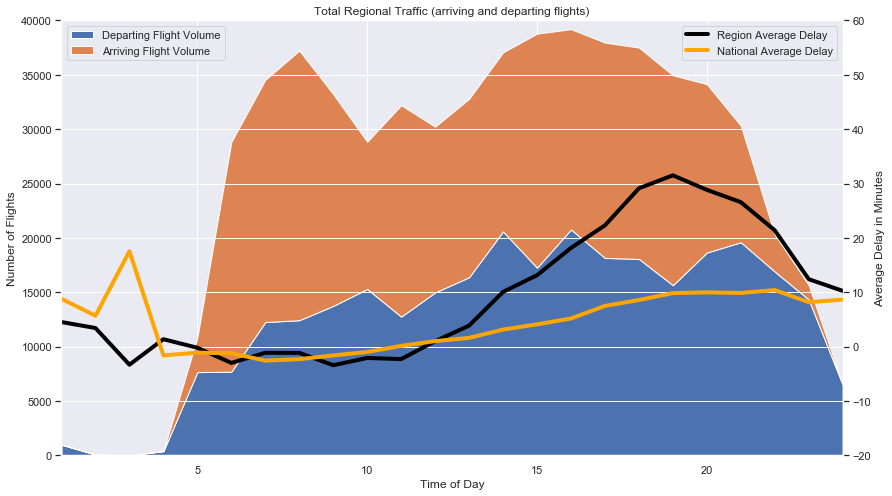 Total Regional Traffic (arriving and departing flights)
Departing Flight Volume
Arriving Flight Volume
Region Average Delay
National Average Delay
40000
35000
30000
25000
20000
15000
10000
5000
0
Number of Flights
60
50
40
30
20
10
0
−10
−20
Average Delay in Minutes
5
10
15
20
Time of Day